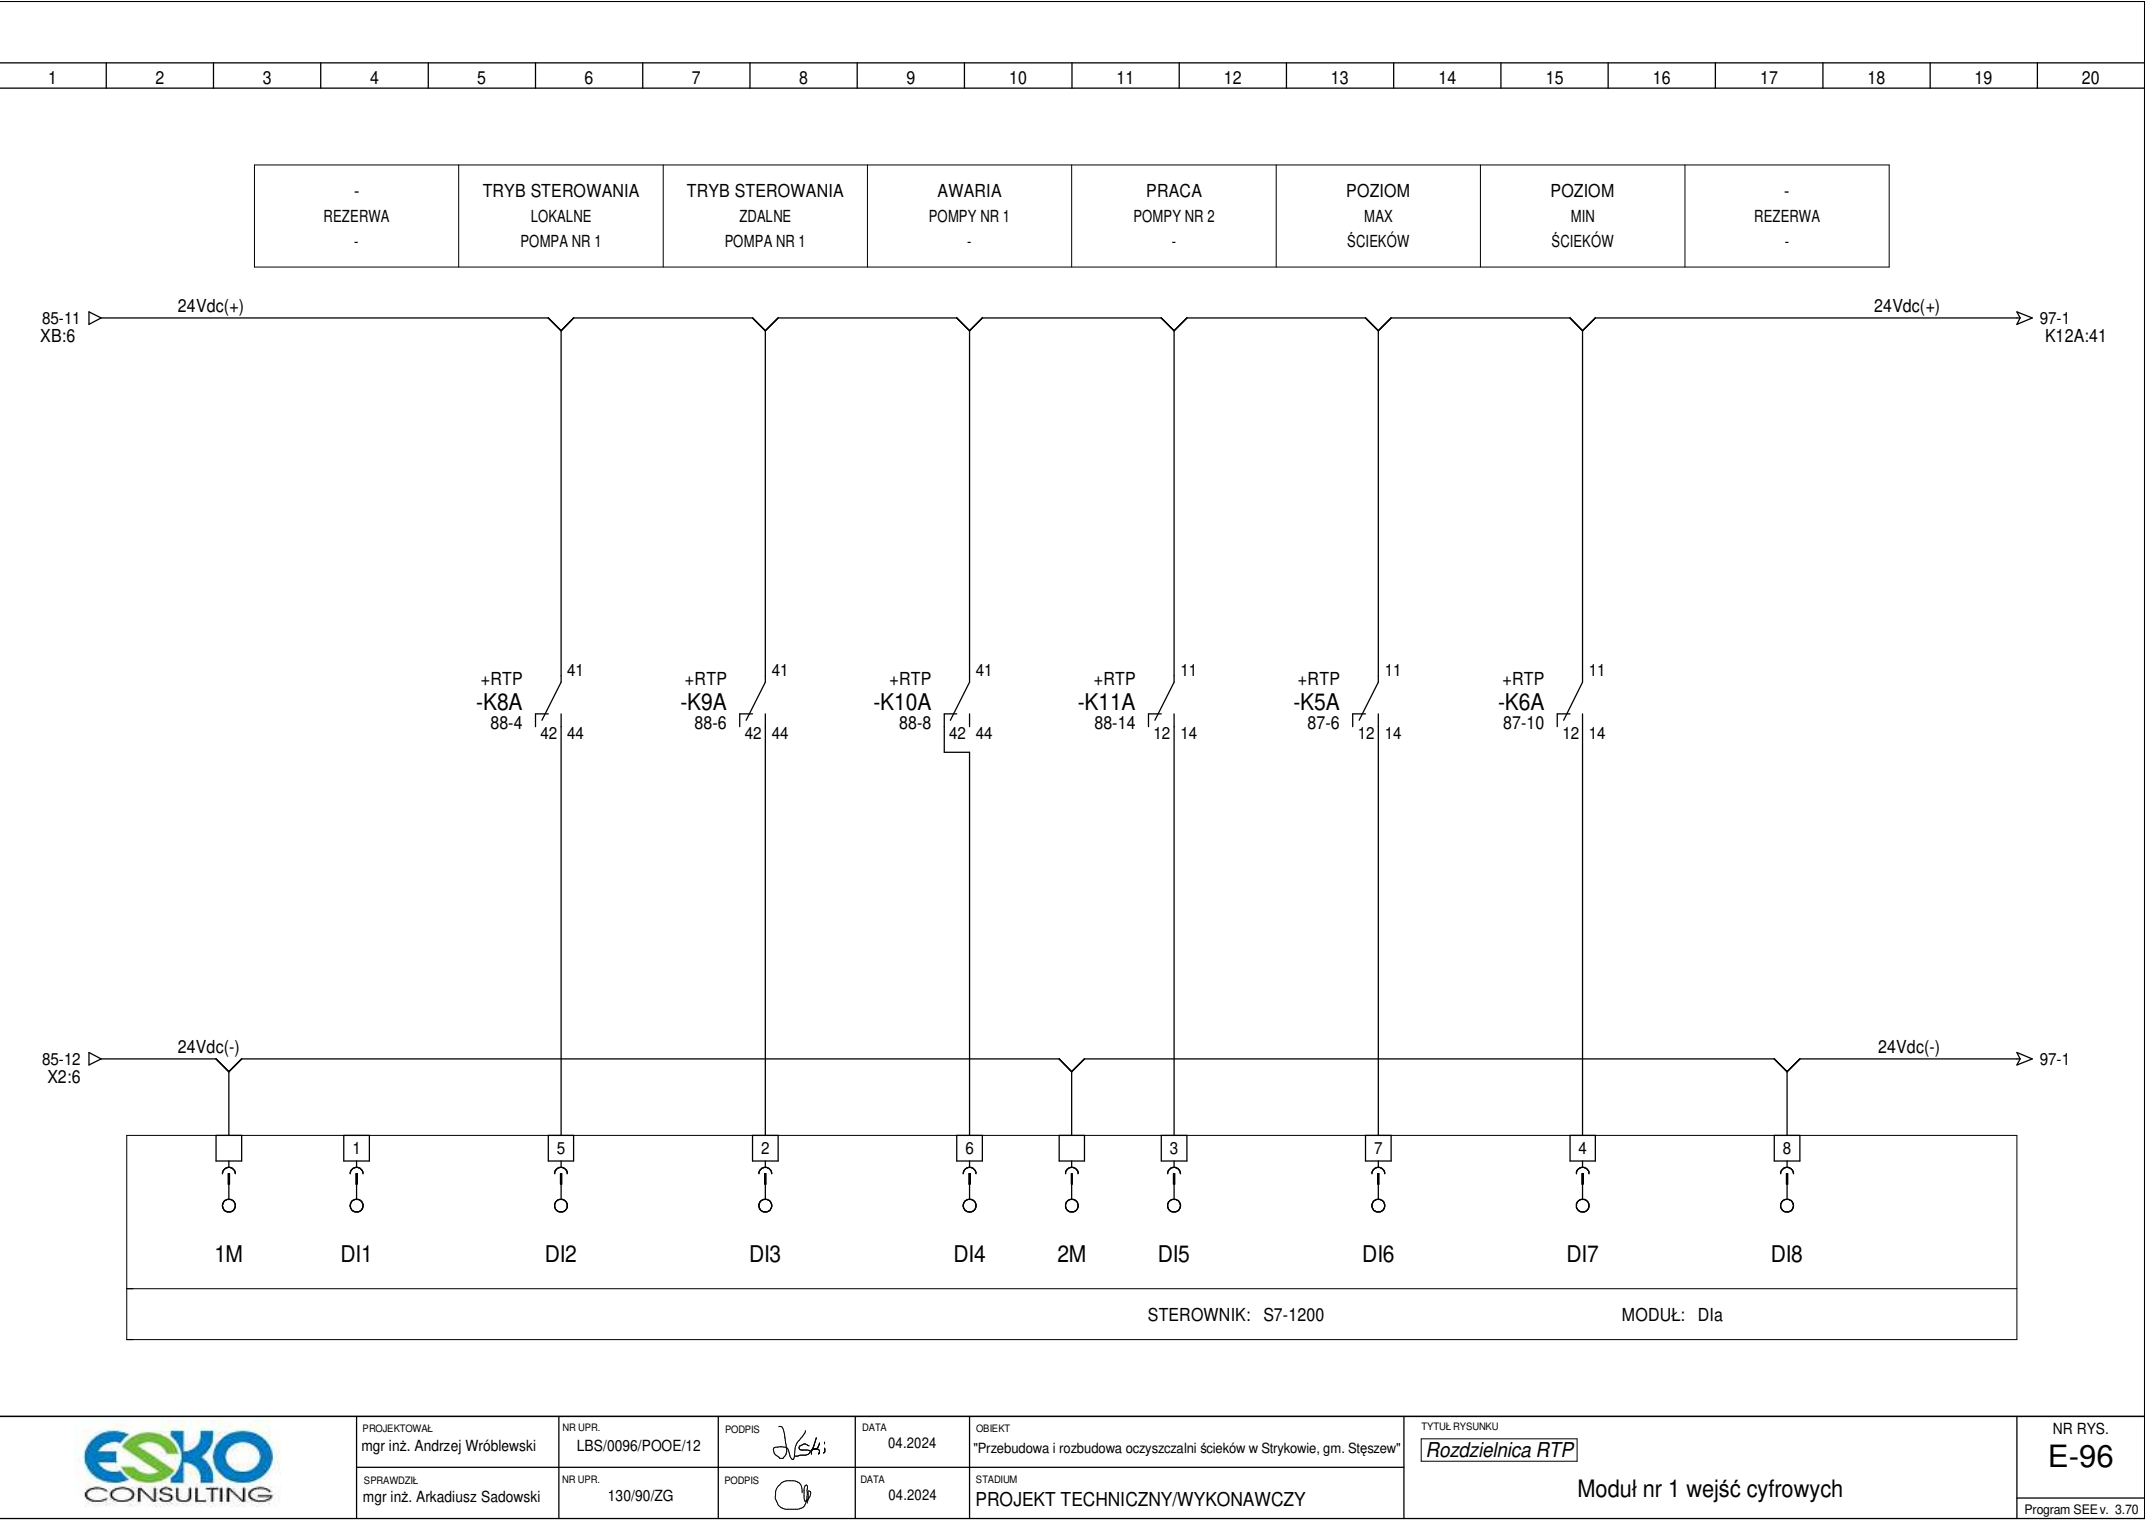 1 2 3 4 5 6 7 8 9 10 11 12 13 14 15 16 17 18 19 20
-
REZERWA
-
TRYB STEROWANIA
LOKALNE
POMPA NR 1
TRYB STEROWANIA
ZDALNE
POMPA NR 1
AWARIA
POMPY NR 1
-
PRACA
POMPY NR 2
-
POZIOM
MAX
ŚCIEKÓW
POZIOM
MIN
ŚCIEKÓW
-
REZERWA
-
24Vdc(+)
85-11
XB:6
24Vdc(+)
97-1
K12A:41
+RTP
-K8A
88-4
41
42 44
+RTP
-K9A
88-6
41
42 44
+RTP
-K10A
88-8
41
42 44
+RTP
-K11A
88-14
11
12 14
+RTP
-K5A
87-6
11
12 14
+RTP
-K6A
87-10
11
12 14
24Vdc(-)
85-12
X2:6
24Vdc(-)
97-1
1 5 2 6 3 7 4 8
1M DI1 DI2 DI3 DI4 2M DI5 DI6 DI7 DI8
STEROWNIK: S7-1200 MODUŁ: DIa
ESKO
CONSULTING
PROJEKTOWAŁ
mgr inż. Andrzej Wróblewski
NR UPR.
LBS/0096/POOE/12
PODPIS
DATA
04.2024
SPRAWDZIŁ
mgr inż. Arkadiusz Sadowski
NR UPR.
130/90/ZG
PODPIS
DATA
04.2024
OBIEKT
"Przebudowa i rozbudowa oczyszczalni ścieków w Strykowie, gm. Stęszew"
STADIUM
PROJEKT TECHNICZNY/WYKONAWCZY
TYTUŁ RYSUNKU
Rozdzielnica RTP
Moduł nr 1 wejść cyfrowych
NR RYS.
E-96
Program SEE v. 3.70